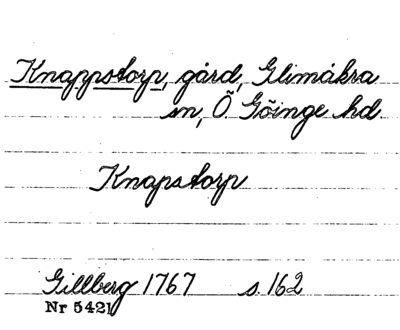 Knappstorp, gård, Glimåkra
sn, Ö. Göinge hd.
Knapstorp
Gillberg 1767 s. 162
Nr 5421